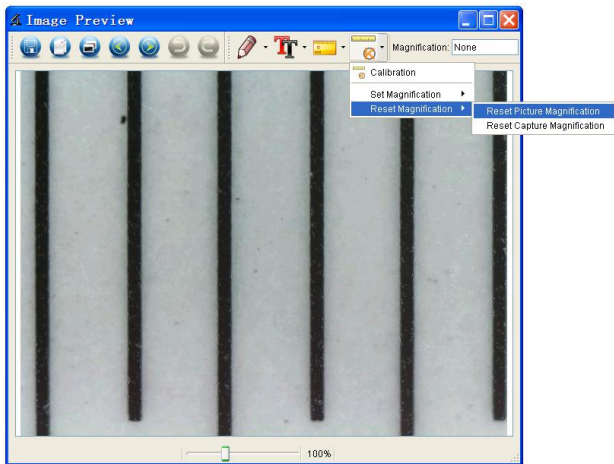 Image Preview
Magnification: None
Calibration
Set Magnification
Reset Magnification
Reset Picture Magnification
Reset Capture Magnification
100%